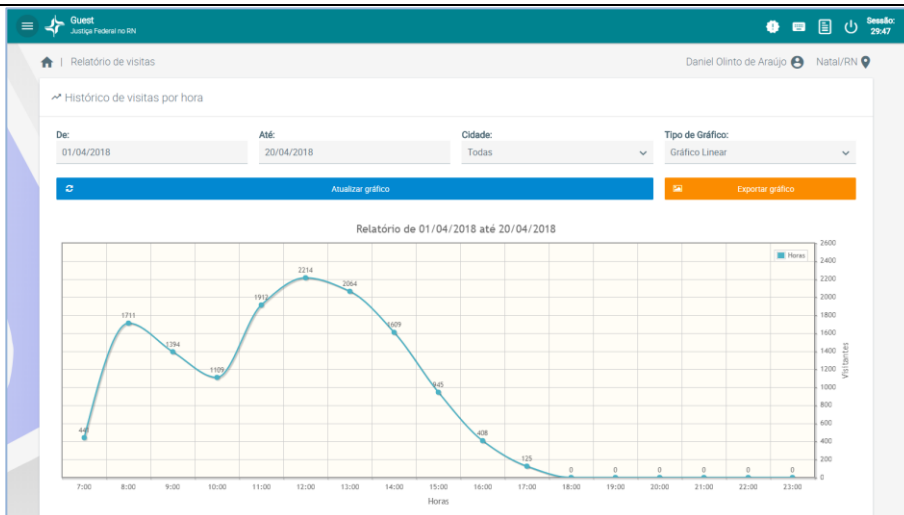 Guest
Justiça Federal no RN
Sessão:
29:47
| Relatório de visitas
Daniel Olinto de Araújo
Natal/RN
Histórico de visitas por hora
De:
Até:
Cidade:
Tipo de Gráfico:
01/04/2018
20/04/2018
Todas
Gráfico Linear
Atualizar gráfico
Exportar gráfico
Relatório de 01/04/2018 até 20/04/2018
Horas
2600
2400
2200
2000
1800
1600
1400
1200
1000
800
600
400
200
0
Visitantes
1711
1394
1109
1912
2214
2064
1609
945
408
125
0
0
0
0
0
0
7:00
8:00
9:00
10:00
11:00
12:00
13:00
14:00
15:00
16:00
17:00
18:00
19:00
20:00
21:00
22:00
23:00
Horas